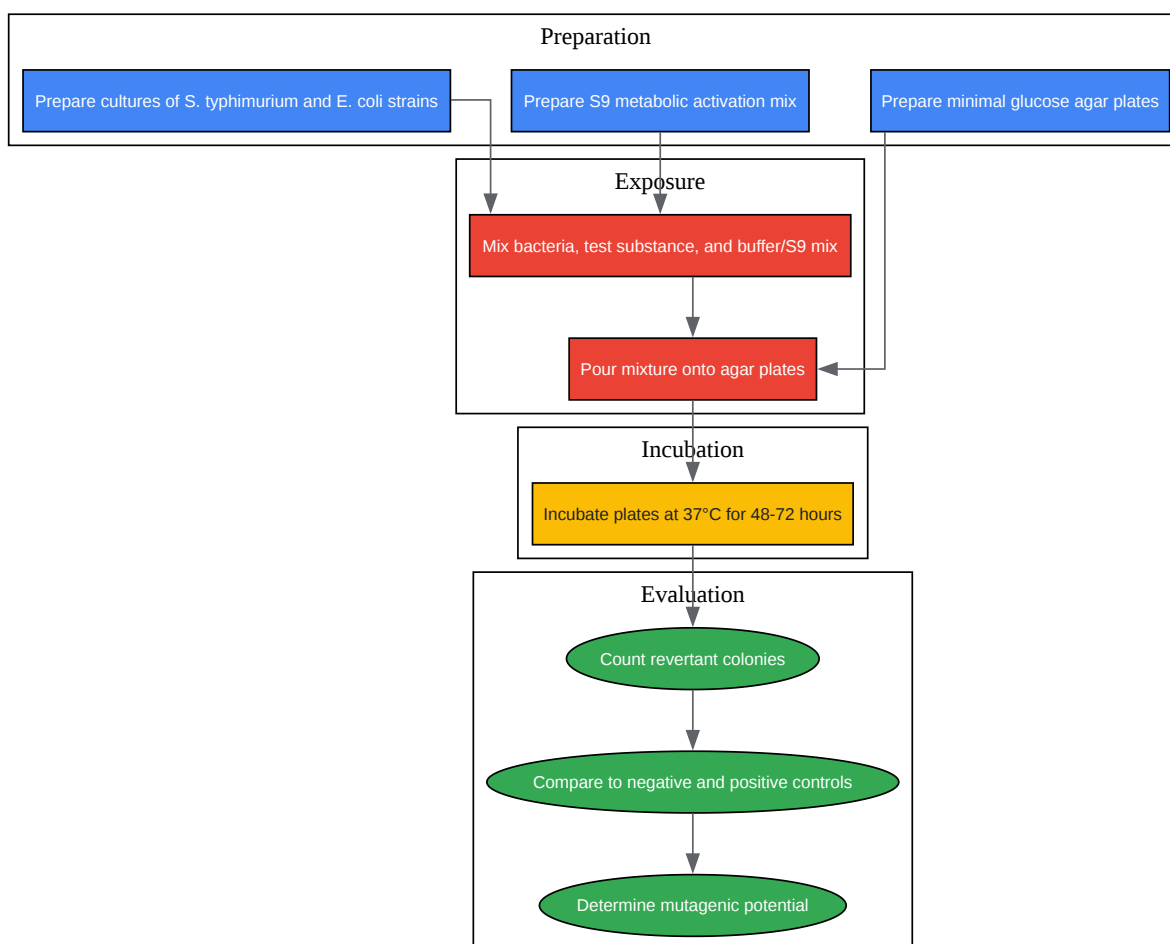 Preparation
Prepare cultures of S. typhimurium and E. coli strains
Prepare S9 metabolic activation mix
Prepare minimal glucose agar plates
Exposure
Mix bacteria, test substance, and buffer/S9 mix
Pour mixture onto agar plates
Incubation
Incubate plates at 37°C for 48-72 hours
Evaluation
Count revertant colonies
Compare to negative and positive controls
Determine mutagenic potential